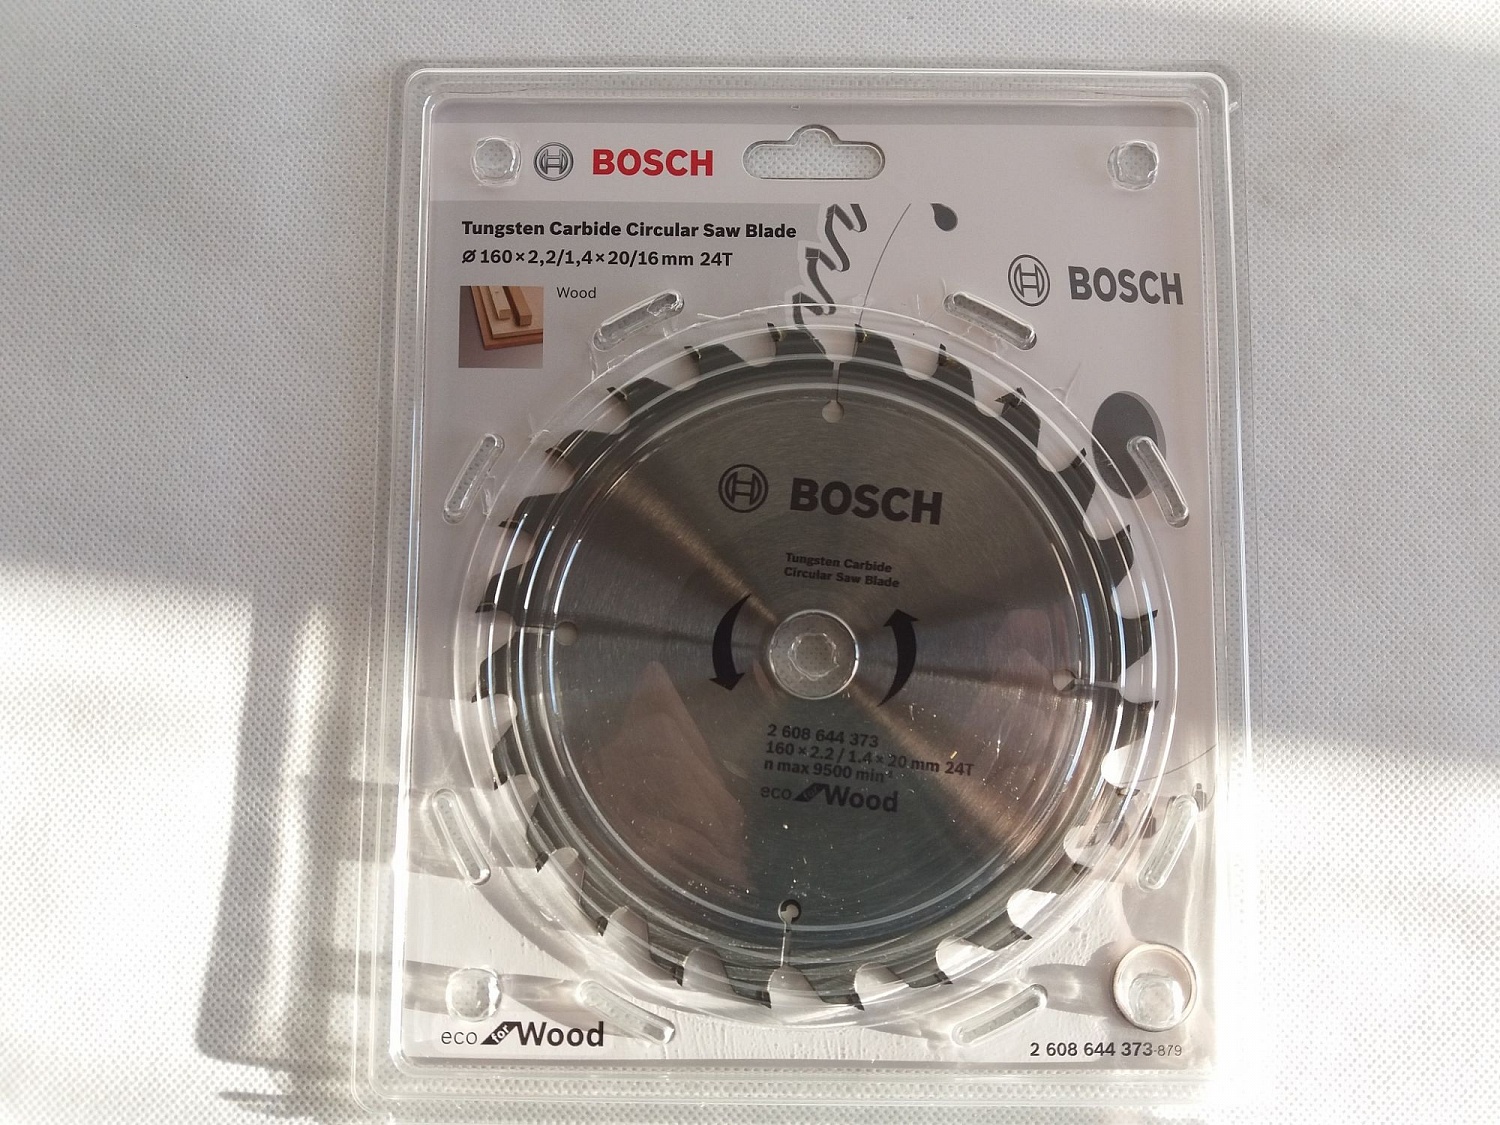 BOSCH
Tungsten Carbide Circular Saw Blade
Ø 160×2,2/1,4×20/16 mm 24T
Wood
BOSCH
BOSCH
Tungsten Carbide
Circular Saw Blade
2 608 644 373
160×2.2/1.4×20 mm 24T
n max 9500 min⁻¹
eco for Wood
eco for Wood
2 608 644 373-879